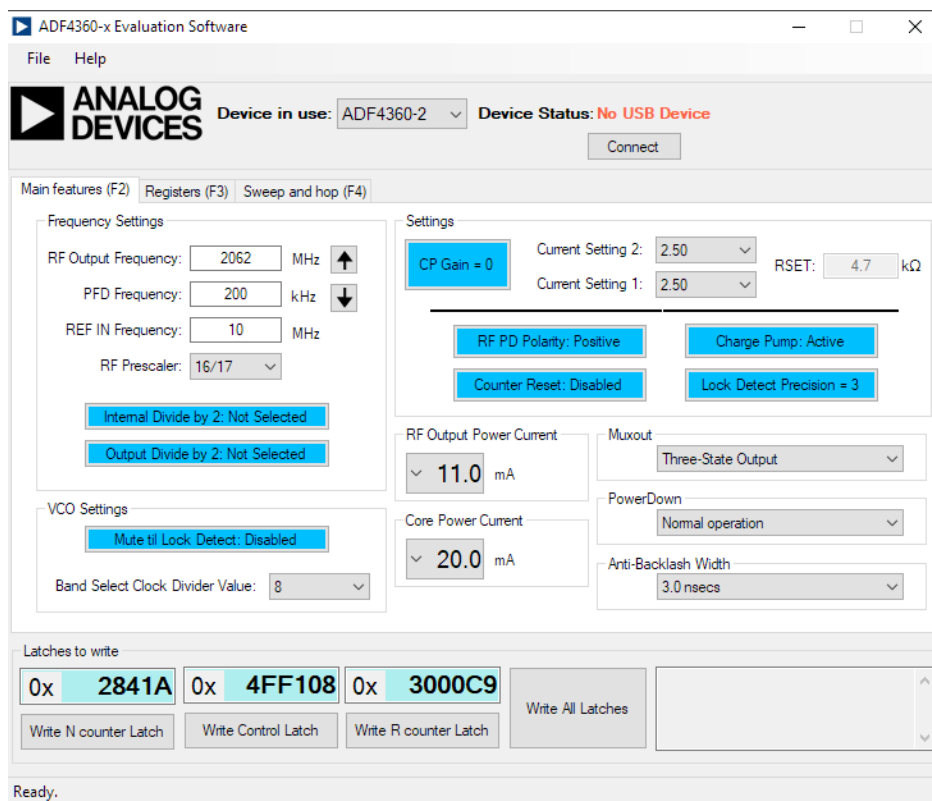 ADF4360-x Evaluation Software
File Help
ANALOG
DEVICES
Device in use: ADF4360-2 Device Status: No USB Device
Connect
Main features (F2) Registers (F3) Sweep and hop (F4)
Frequency Settings
RF Output Frequency: 2062 MHz
PFD Frequency: 200 kHz
REF IN Frequency: 10 MHz
RF Prescaler: 16/17
Internal Divide by 2: Not Selected
Output Divide by 2: Not Selected
VCO Settings
Mute til Lock Detect: Disabled
Band Select Clock Divider Value: 8
Settings
CP Gain = 0
Current Setting 2: 2.50
Current Setting 1: 2.50
RSET: 4.7 kΩ
RF PD Polarity: Positive
Charge Pump: Active
Counter Reset: Disabled
Lock Detect Precision = 3
RF Output Power Current
11.0 mA
Core Power Current
20.0 mA
Muxout
Three-State Output
PowerDown
Normal operation
Anti-Backlash Width
3.0 nsecs
Latches to write
0x 2841A 0x 4FF108 0x 3000C9
Write N counter Latch Write Control Latch Write R counter Latch
Write All Latches
Ready.